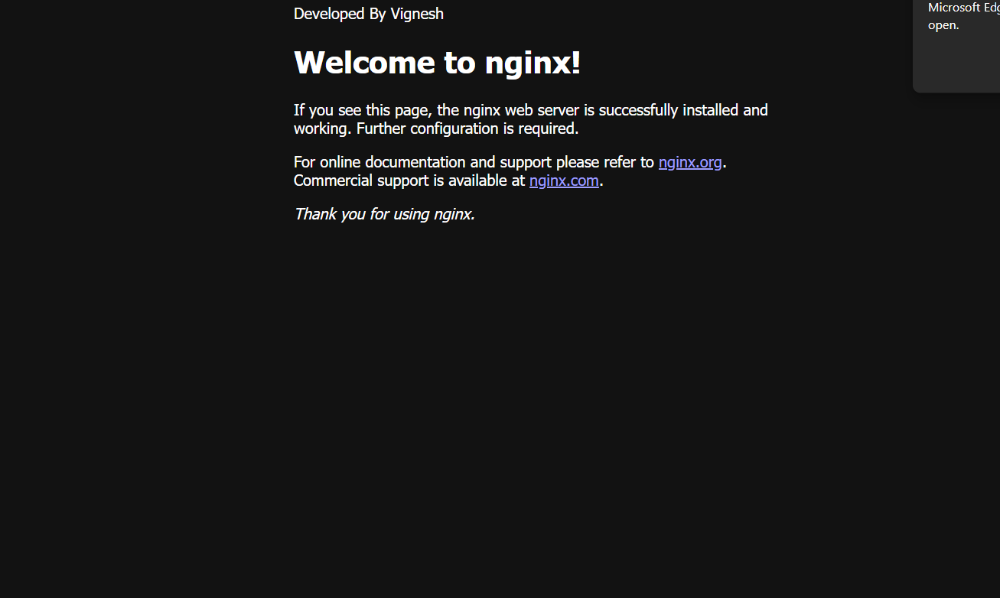 Developed By Vignesh
Microsoft
open.
Welcome to nginx!
If you see this page, the nginx web server is successfully installed and
working. Further configuration is required.
For online documentation and support please refer to nginx.org.
Commercial support is available at nginx.com.
Thank you for using nginx.